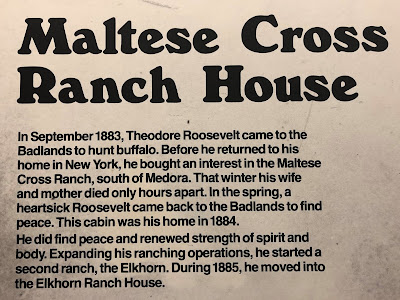 Maltese Cross
Ranch House
In September 1883, Theodore Roosevelt came to the
Badlands to hunt buffalo. Before he returned to his
home in New York, he bought an interest in the Maltese
Cross Ranch, south of Medora. That winter his wife
and mother died only hours apart. In the spring, a
heartsick Roosevelt came back to the Badlands to find
peace. This cabin was his home in 1884.
He did find peace and renewed strength of spirit and
body. Expanding his ranching operations, he started a
second ranch, the Elkhorn. During 1885, he moved into
the Elkhorn Ranch House.